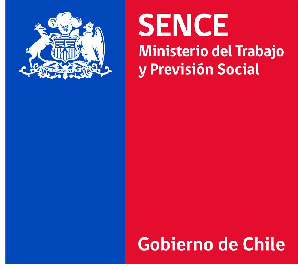 SENCE
Ministerio del Trabajo
y Previsión Social
Gobierno de Chile